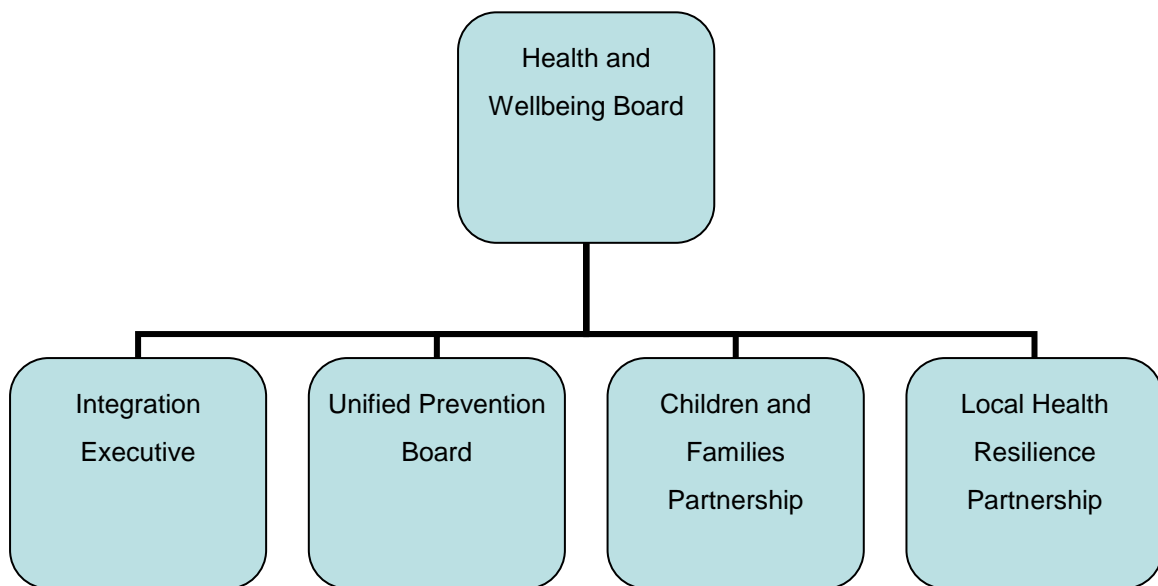 Health and
Wellbeing Board
Integration
Executive
Unified Prevention
Board
Children and
Families
Partnership
Local Health
Resilience
Partnership